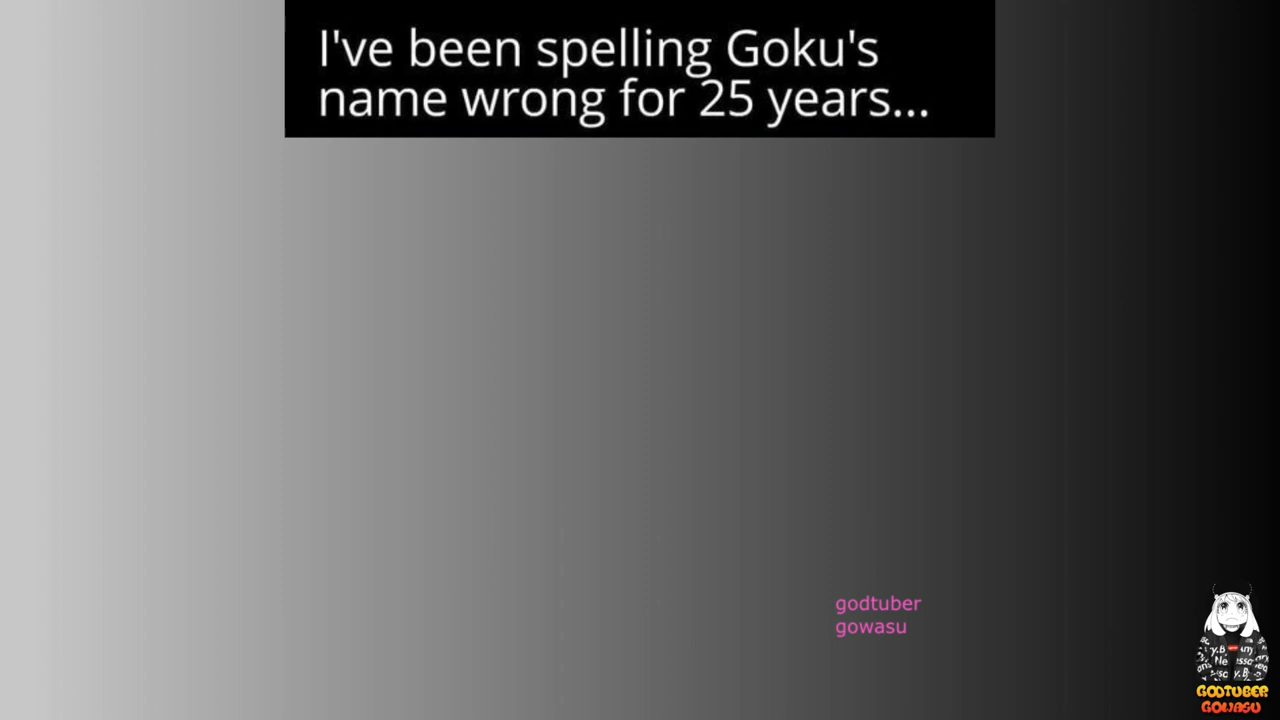 I've been spelling Goku's
name wrong for 25 years...
godtuber
gowasu
GODTUBER
GOWASU